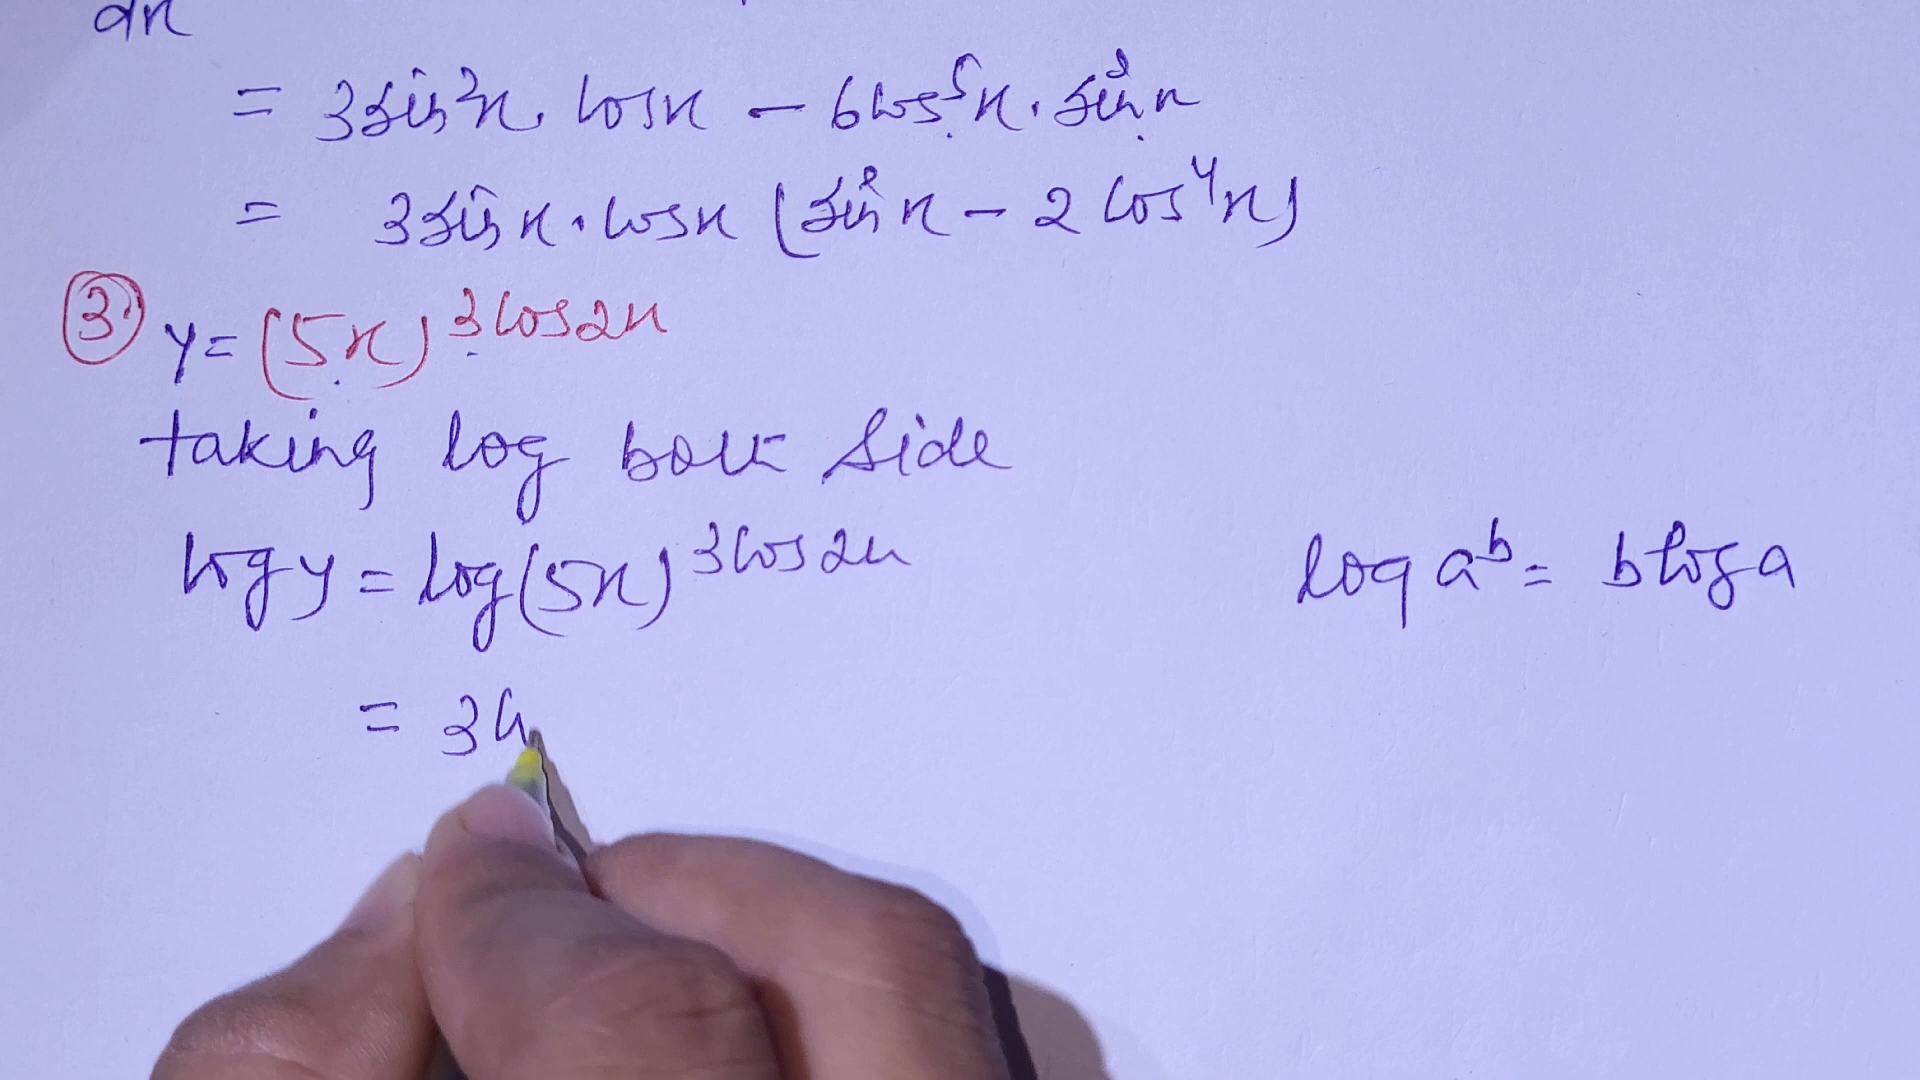 dx
= 3sin²x. cosx - 6cos⁵x. sinx
= 3sinx. cosx (sinx - 2cos⁴x)
③ y = (5x)^3cos2x
taking log both side
log y = log(5x)^3cos2x
log a^b = b log a
= 3c